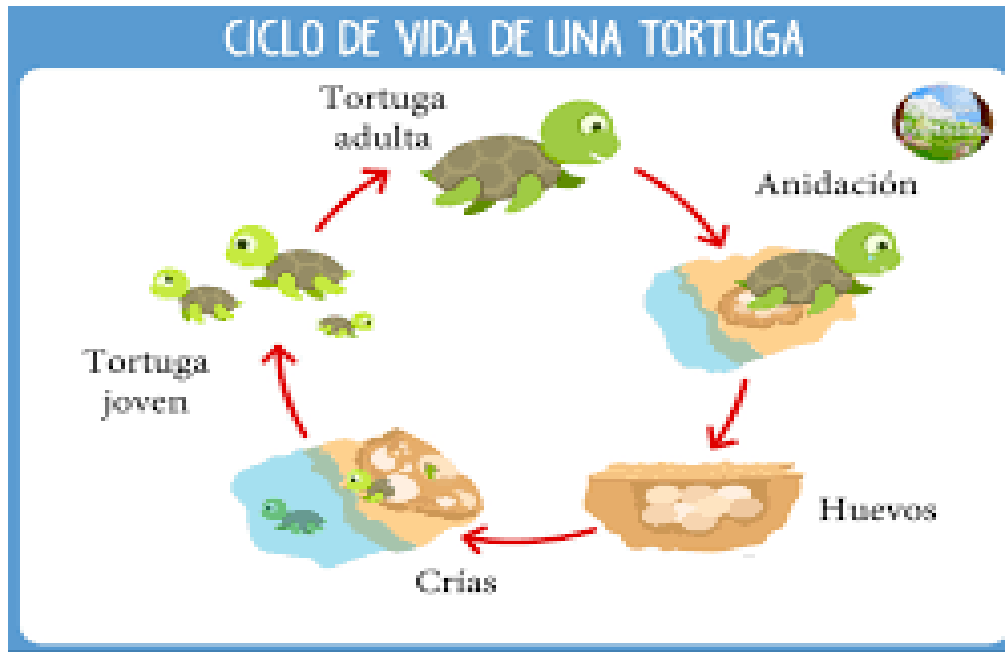 CICLO DE VIDA DE UNA TORTUGA
Tortuga
adulta
Anidación
Huevos
Crías
Tortuga
joven